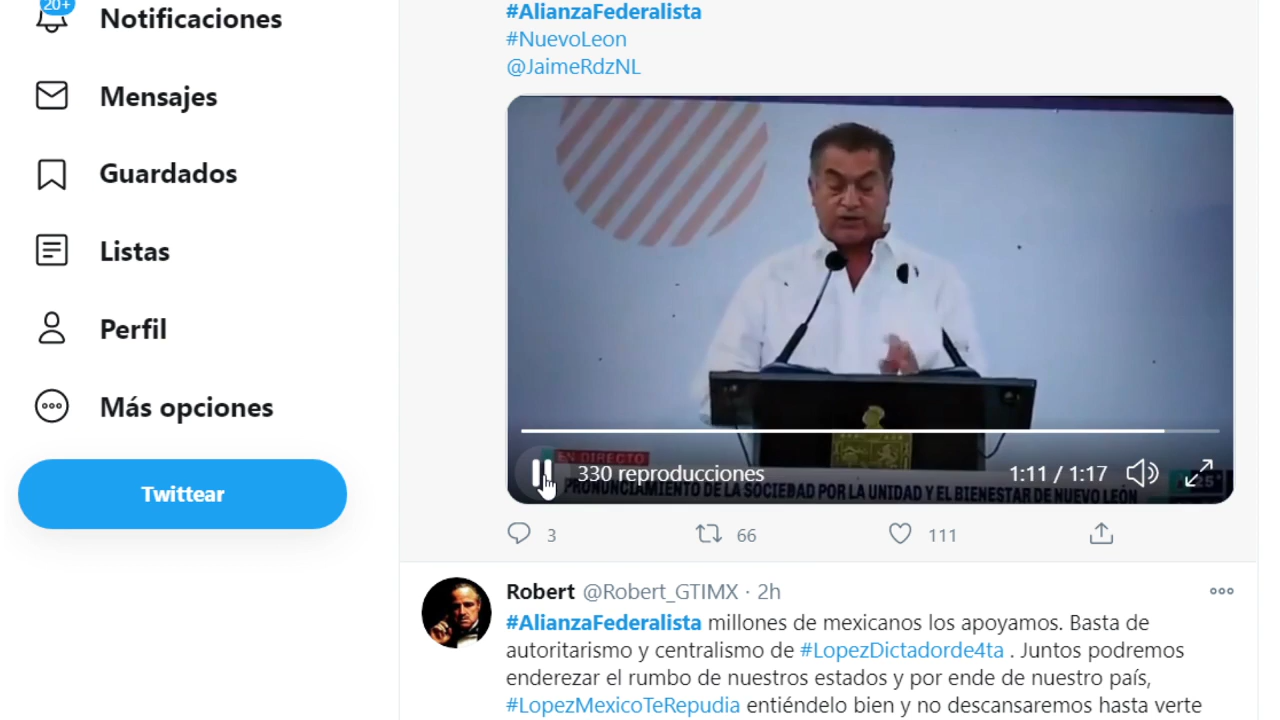 20+
Notificaciones
Mensajes
Guardados
Listas
Perfil
Más opciones
Twittear
#AlianzaFederalista
#NuevoLeon
@JaimeRdzNL
EN DIRECTO
330 reproducciones
1:11 / 1:17
PRONUNCIAMIENTO DE LA SOCIEDAD POR LA UNIDAD Y EL BIENESTAR DE NUEVO LEÓN
25°
3
66
111
Robert @Robert_GTIMX · 2h
#AlianzaFederalista millones de mexicanos los apoyamos. Basta de
autoritarismo y centralismo de #LopezDictadorde4ta . Juntos podremos
enderezar el rumbo de nuestros estados y por ende de nuestro país,
#LopezMexicoTeRepudia entiéndelo bien y no descansaremos hasta verte